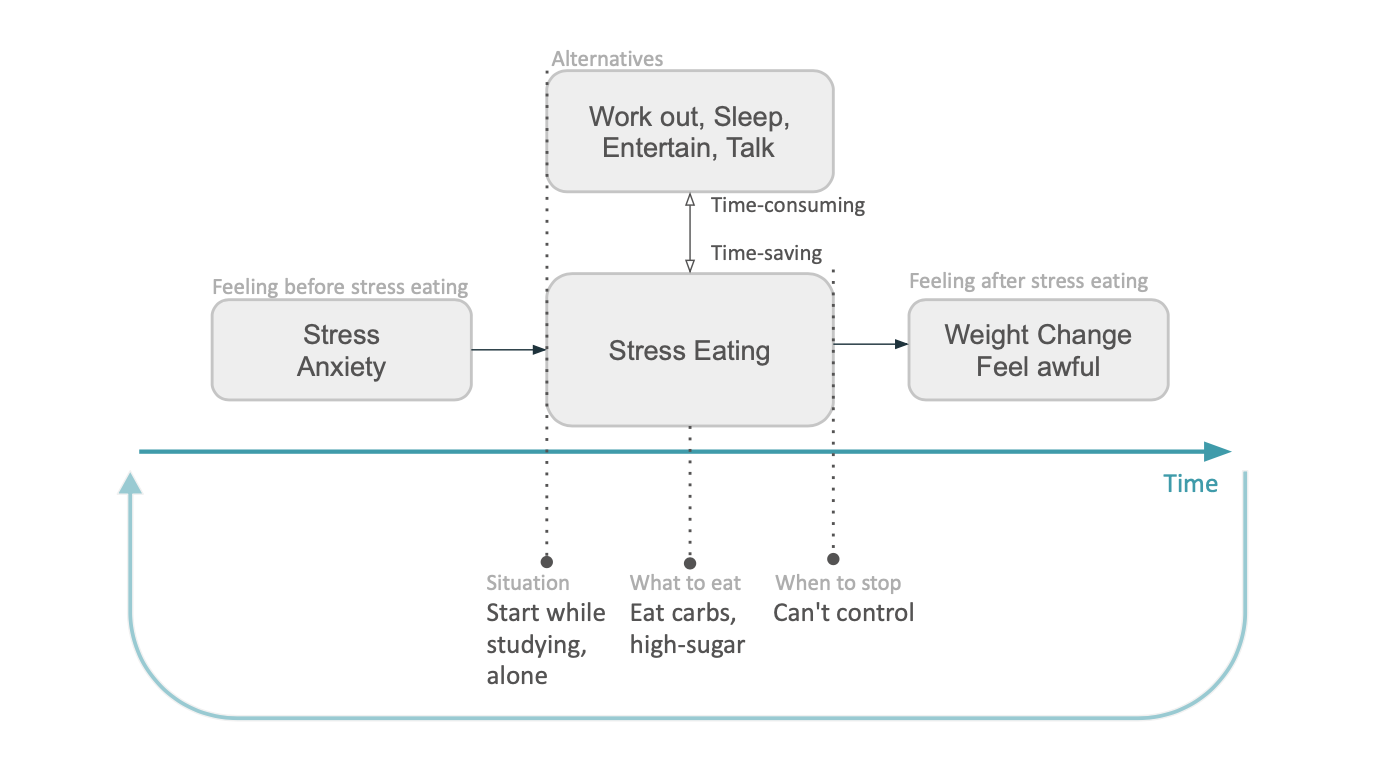 Alternatives
Work out, Sleep,
Entertain, Talk
Time-consuming
Time-saving
Feeling before stress eating
Stress
Anxiety
Stress Eating
Feeling after stress eating
Weight Change
Feel awful
Time
Situation
Start while
studying,
alone
What to eat
Eat carbs,
high-sugar
When to stop
Can't control